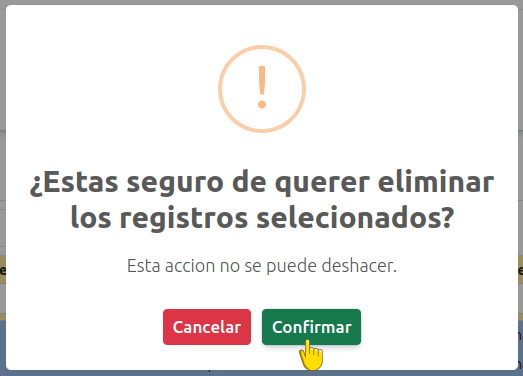 !
¿Estas seguro de querer eliminar
los registros selecionados?
Esta accion no se puede deshacer.
Cancelar
Confirmar